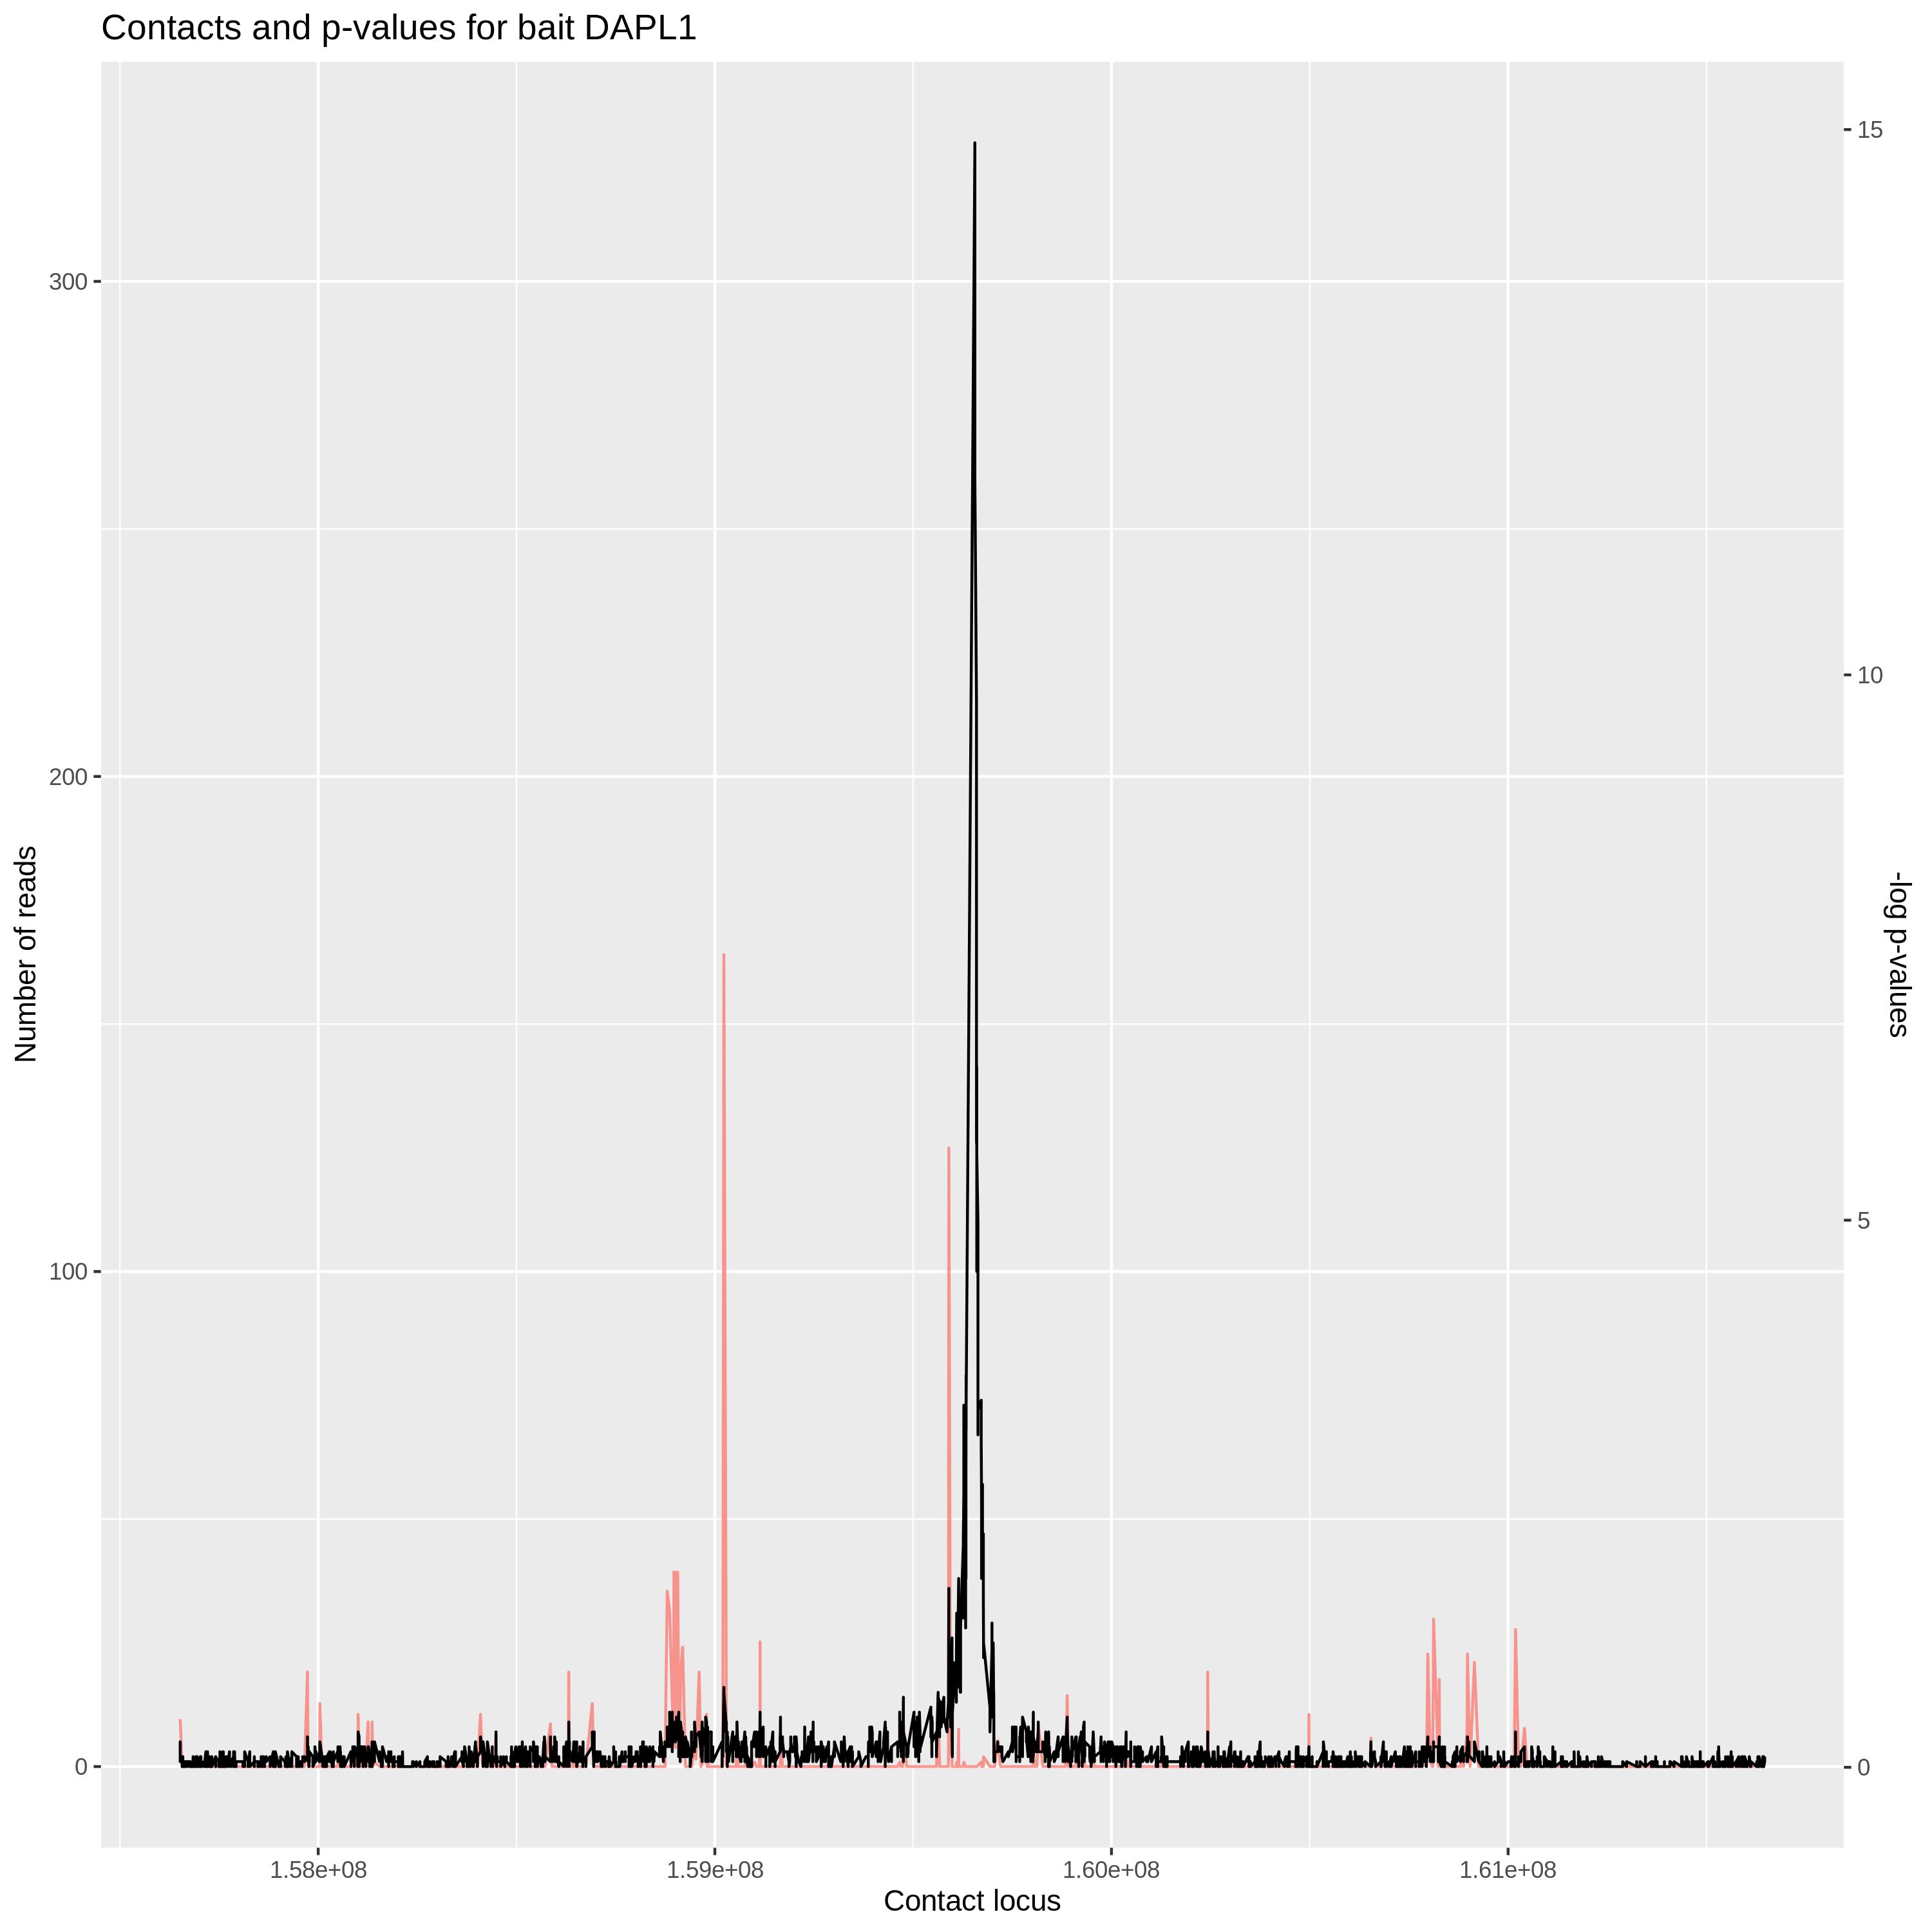 Contacts and p-values for bait DAPL1
300
200
100
0
Number of reads
15
10
5
0
-log p-values
1.58e+08
1.59e+08
1.60e+08
1.61e+08
Contact locus